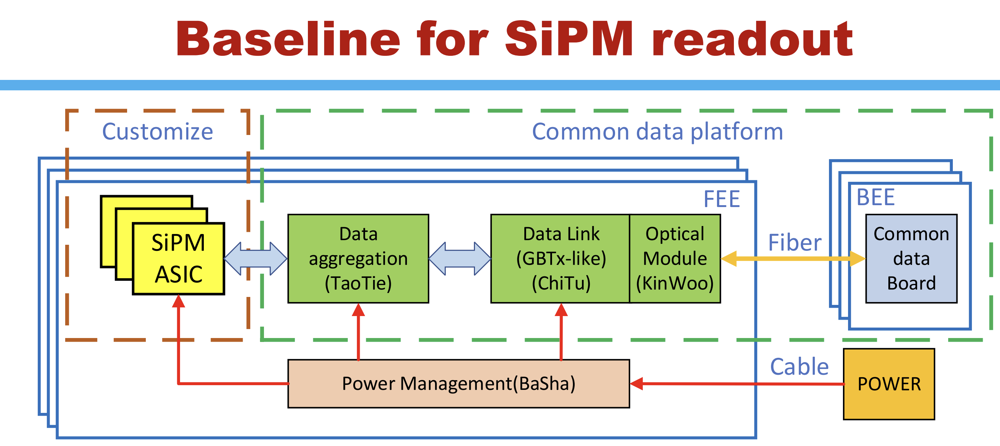 Baseline for SiPM readout
Customize
Common data platform
FEE
BEE
SiPM
ASIC
Data
aggregation
(TaoTie)
Data Link
(GBTx-like)
(ChiTu)
Optical
Module
(KinWoo)
Fiber
Common
data
Board
Power Management(BaSha)
Cable
POWER